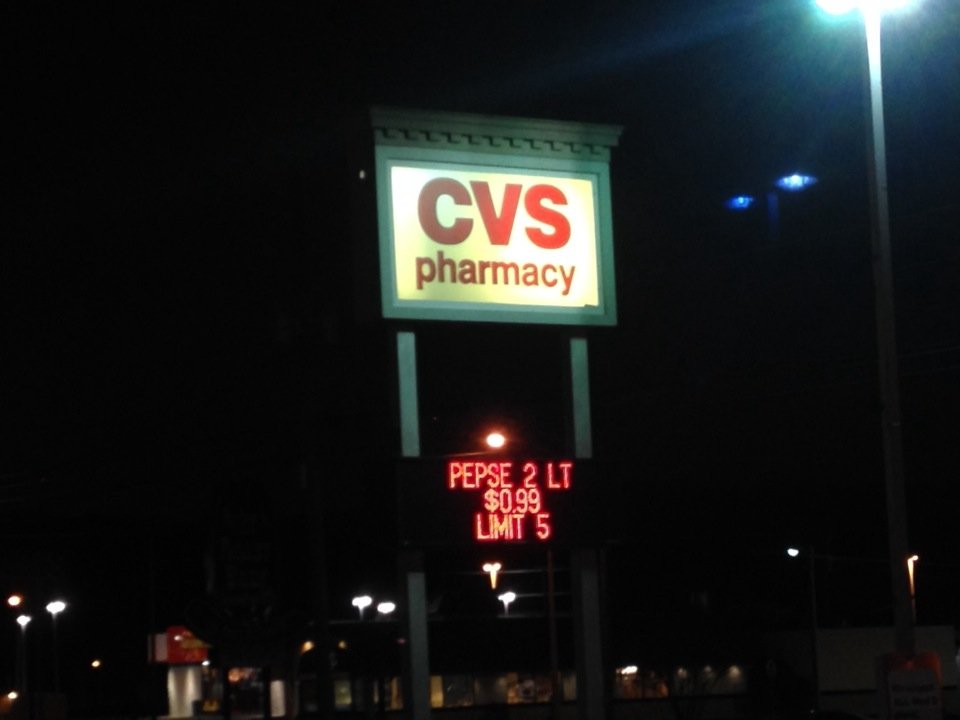 CVS
pharmacy
PEPSE 2 LT
$0.99
LIMIT 5